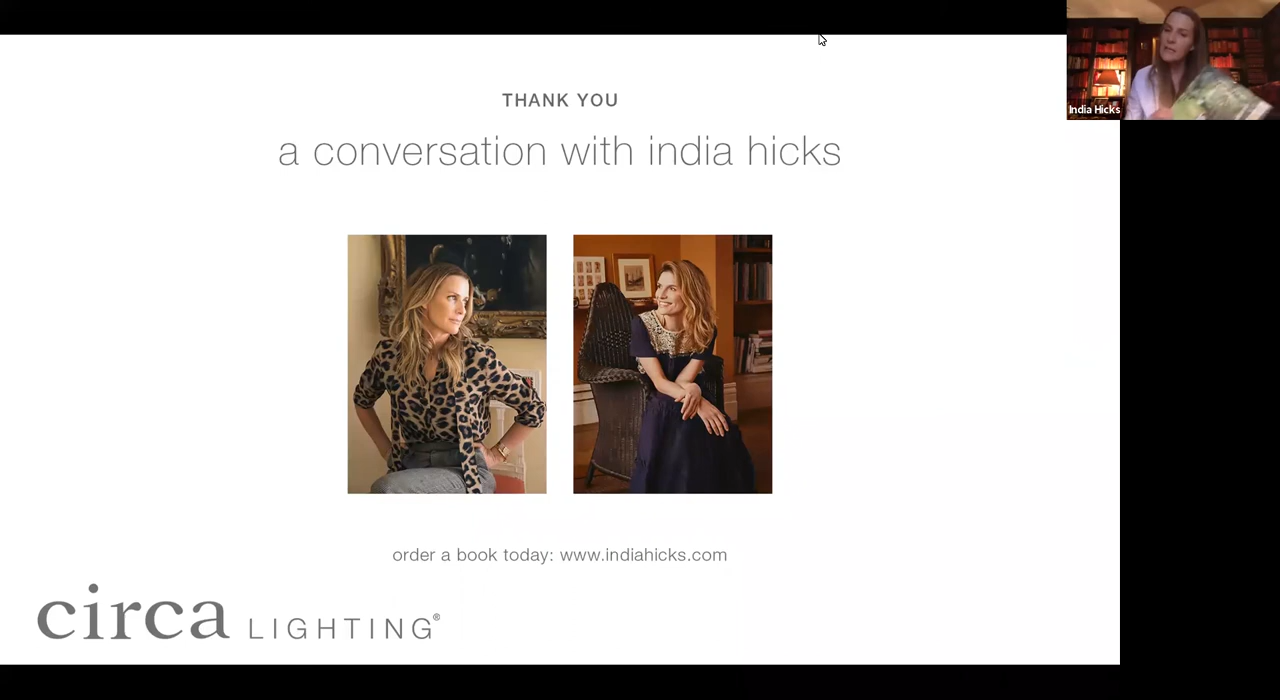 THANK YOU
a conversation with india hicks
order a book today: www.indiahicks.com
circa LIGHTING®
India Hicks